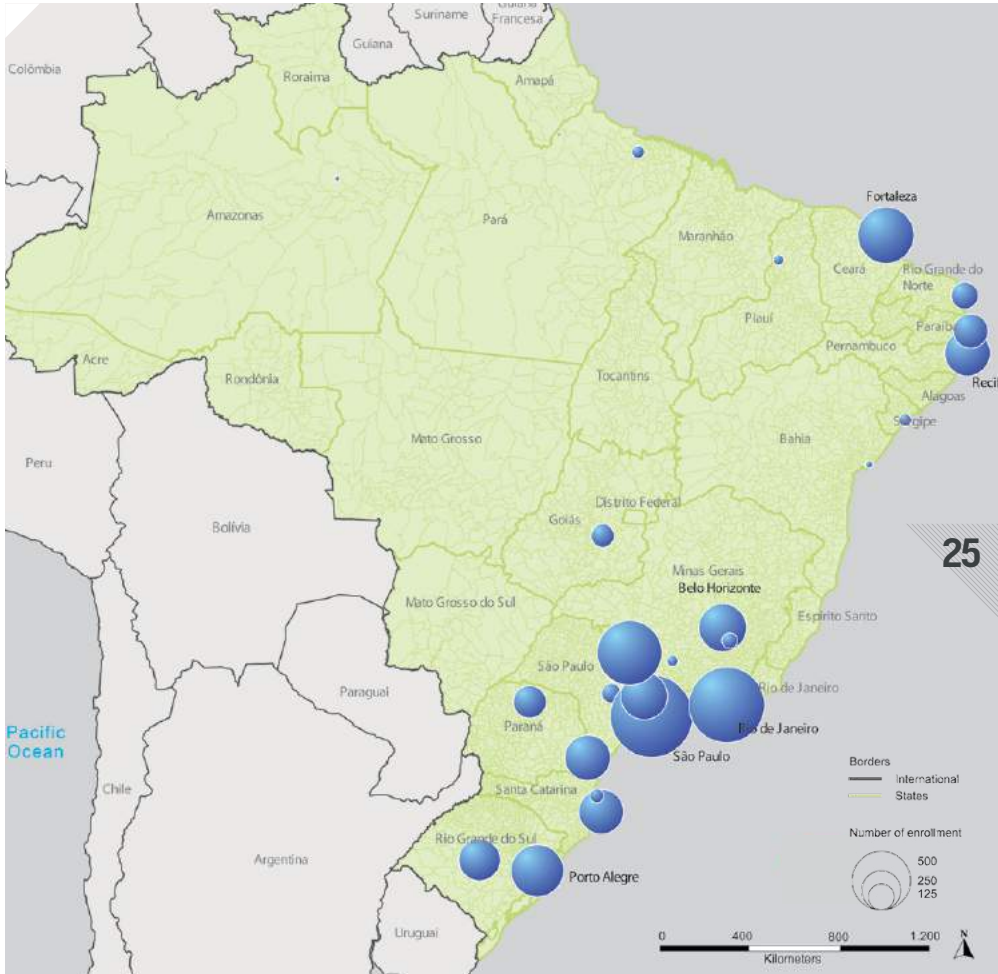 Guiana
Francesa
Suriname
Guiana
Colômbia
Roraima
Amapá
Amazonas
Pará
Fortaleza
Maranhão
Ceará
Rio Grande do
Norte
Piauí
Paraíb
Pernambuco
Acre
Rondônia
Tocantins
Recif
Alagoas
Sergipe
Mato Grosso
Bahia
Peru
Distrito Federal
Goiás
Bolívia
25
Minas Gerais
Belo Horizonte
Mato Grosso do Sul
Espírito Santo
São Paulo
Paraguai
Rio de Janeiro
Paraná
Rio de Janeiro
Pacific
Ocean
São Paulo
Chile
Santa Catarina
Borders
International
States
Number of enrollment
500
250
125
Rio Grande do Sul
Argentina
Porto Alegre
Uruguai
0 400 800 1.200
Kilometers
N